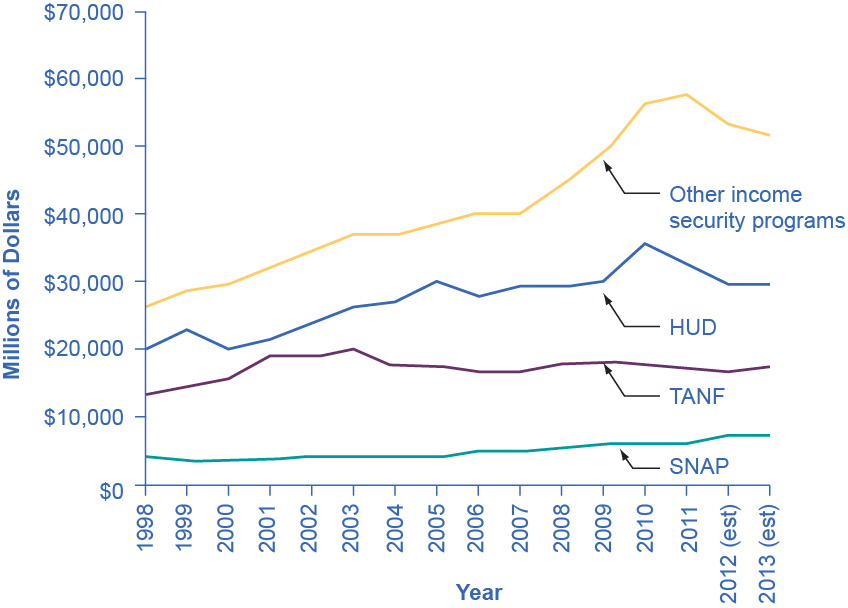 $70,000
$60,000
$50,000
$40,000
$30,000
$20,000
$10,000
$0
Millions of Dollars
Other income
security programs
HUD
TANF
SNAP
1998
1999
2000
2001
2002
2003
2004
2005
2006
2007
2008
2009
2010
2011
2012 (est)
2013 (est)
Year